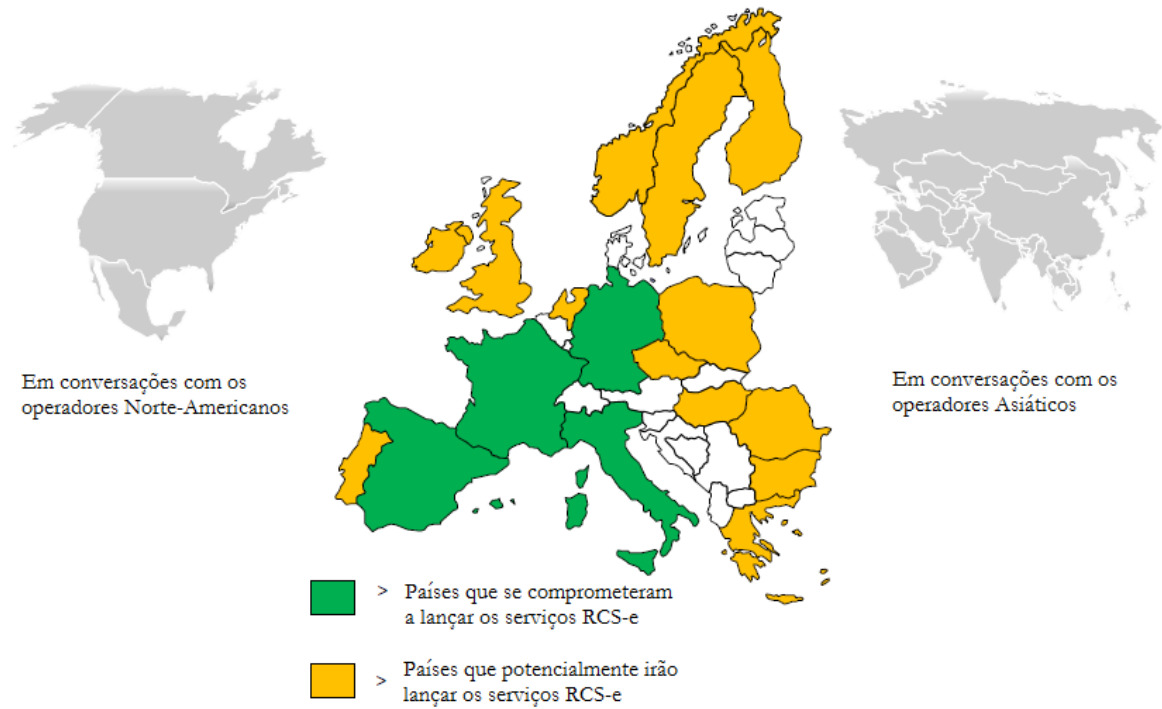 Em conversações com os
operadores Norte-Americanos
Em conversações com os
operadores Asiáticos
> Países que se comprometeram
a lançar os serviços RCS-e
> Países que potencialmente irão
lançar os serviços RCS-e